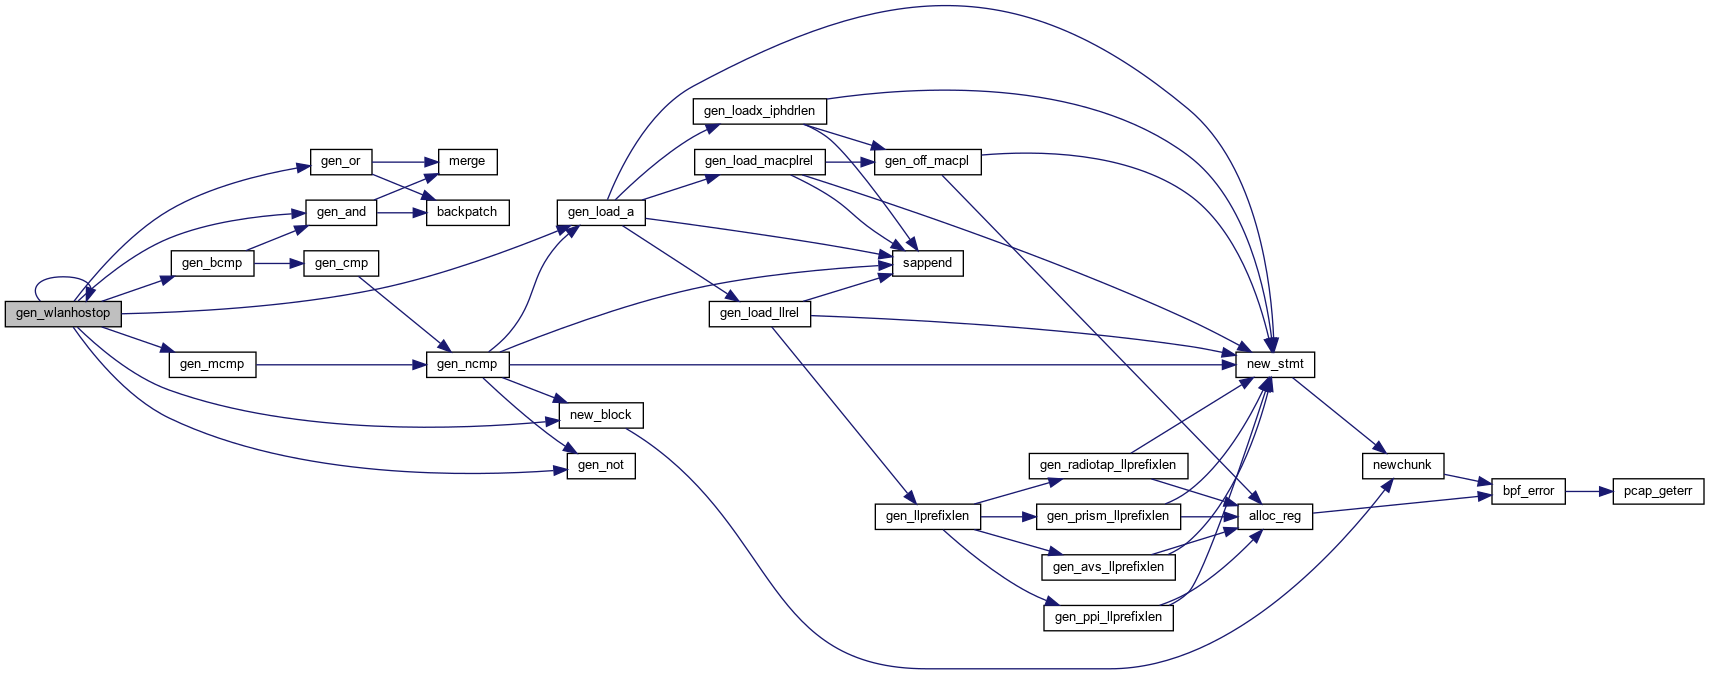 gen_wlanhostop
gen_or
gen_and
gen_bcmp
gen_cmp
gen_mcmp
merge
backpatch
gen_ncmp
gen_load_a
new_block
gen_not
gen_loadx_iphdrlen
gen_load_macplrel
gen_load_llrel
gen_off_macpl
sappend
gen_llprefixlen
gen_radiotap_llprefixlen
gen_prism_llprefixlen
gen_avs_llprefixlen
gen_ppi_llprefixlen
new_stmt
alloc_reg
newchunk
bpf_error
pcap_geterr